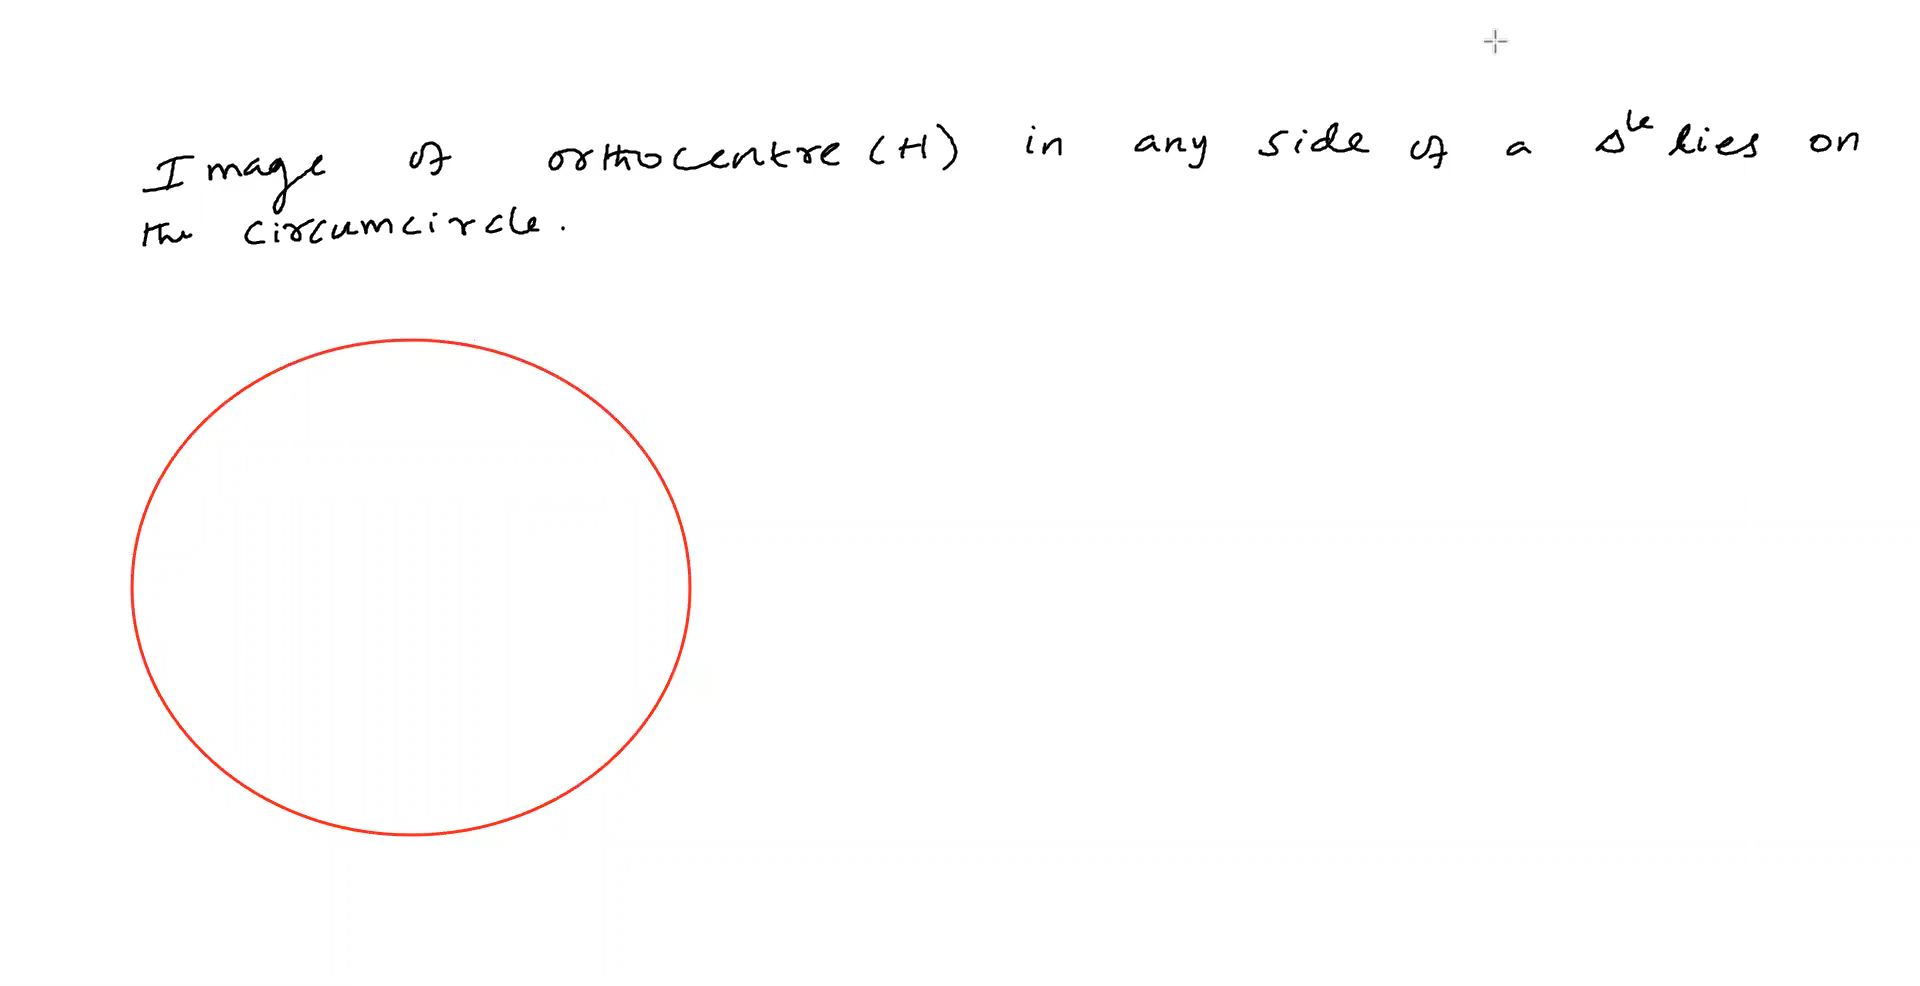 Image of orthocentre (H) in any side of a Δle lies on
the circumcircle.